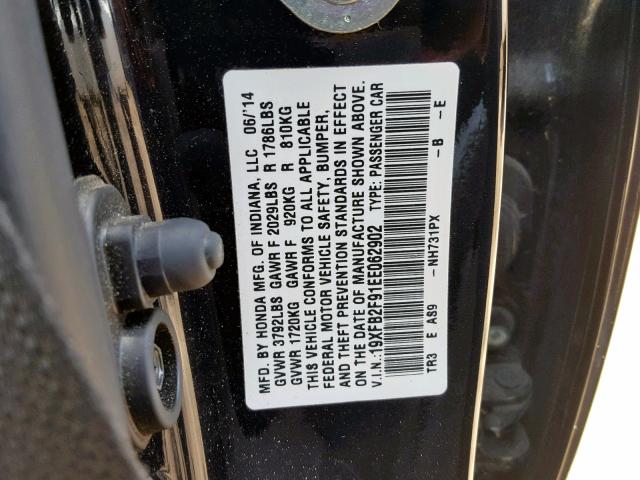 MFD. BY HONDA MFG. OF INDIANA, LLC 06/'14
GVWR 3792LBS GAWR F 2029LBS R 1786LBS
GVWR 1720KG GAWR F 920KG R 810KG
THIS VEHICLE CONFORMS TO ALL APPLICABLE
FEDERAL MOTOR VEHICLE SAFETY, BUMPER,
AND THEFT PREVENTION STANDARDS IN EFFECT
ON THE DATE OF MANUFACTURE SHOWN ABOVE.
V.I.N.:19XFB2F91EE062902 TYPE: PASSENGER CAR
TR3 E A89 -NH731PX -B -E